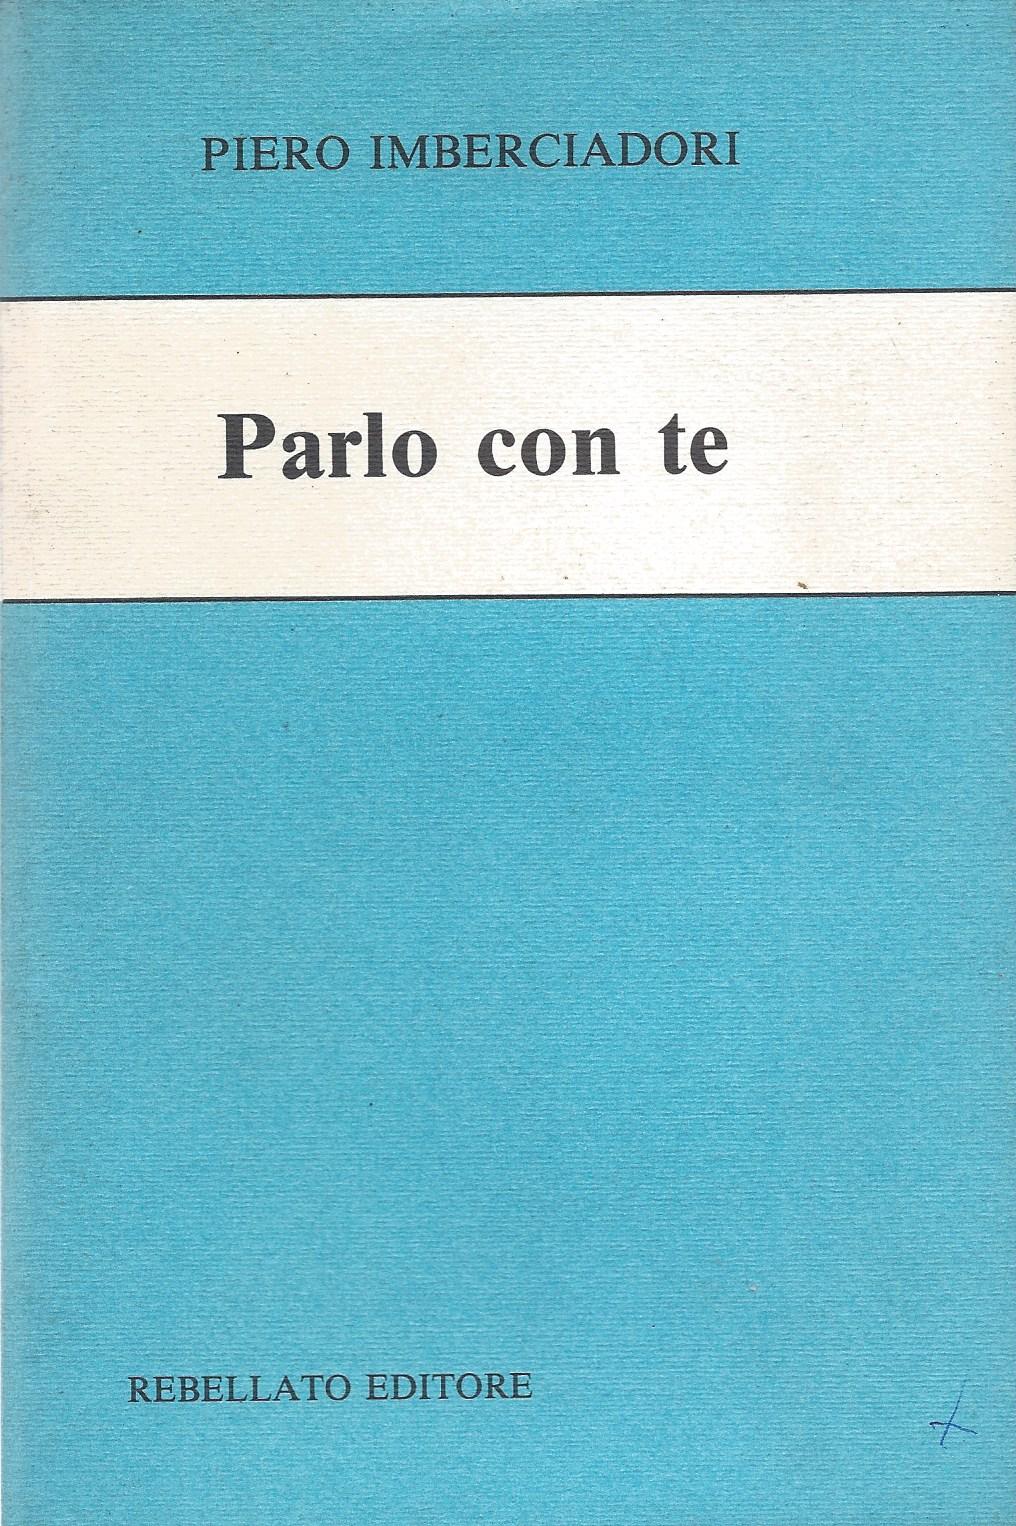 PIERO IMBERCIADORI
Parlo con te
REBELLATO EDITORE